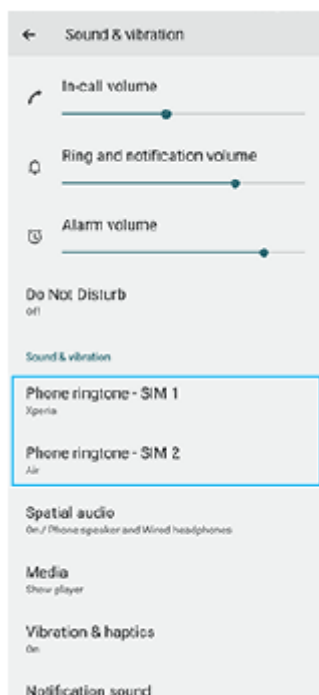 Sound & vibration
In-call volume
Ring and notification volume
Alarm volume
Do Not Disturb
Off
Sound & vibration
Phone ringtone - SIM 1
Xperia
Phone ringtone - SIM 2
Air
Spatial audio
On / Phone speaker and Wired headphones
Media
Show player
Vibration & haptics
On
Notification sound